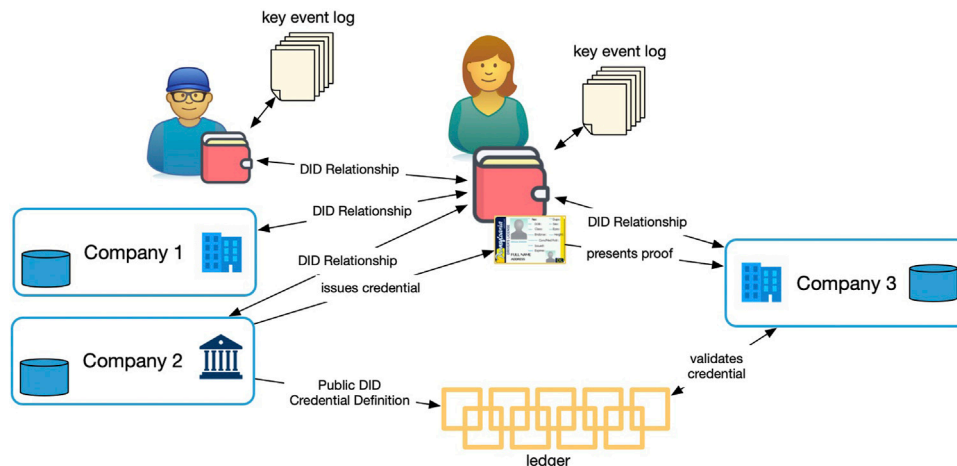 key event log
key event log
DID Relationship
DID Relationship
DID Relationship
DID Relationship
Company 1
issues credential
presents proof
Company 3
Company 2
validates
credential
Public DID
Credential Definition
ledger